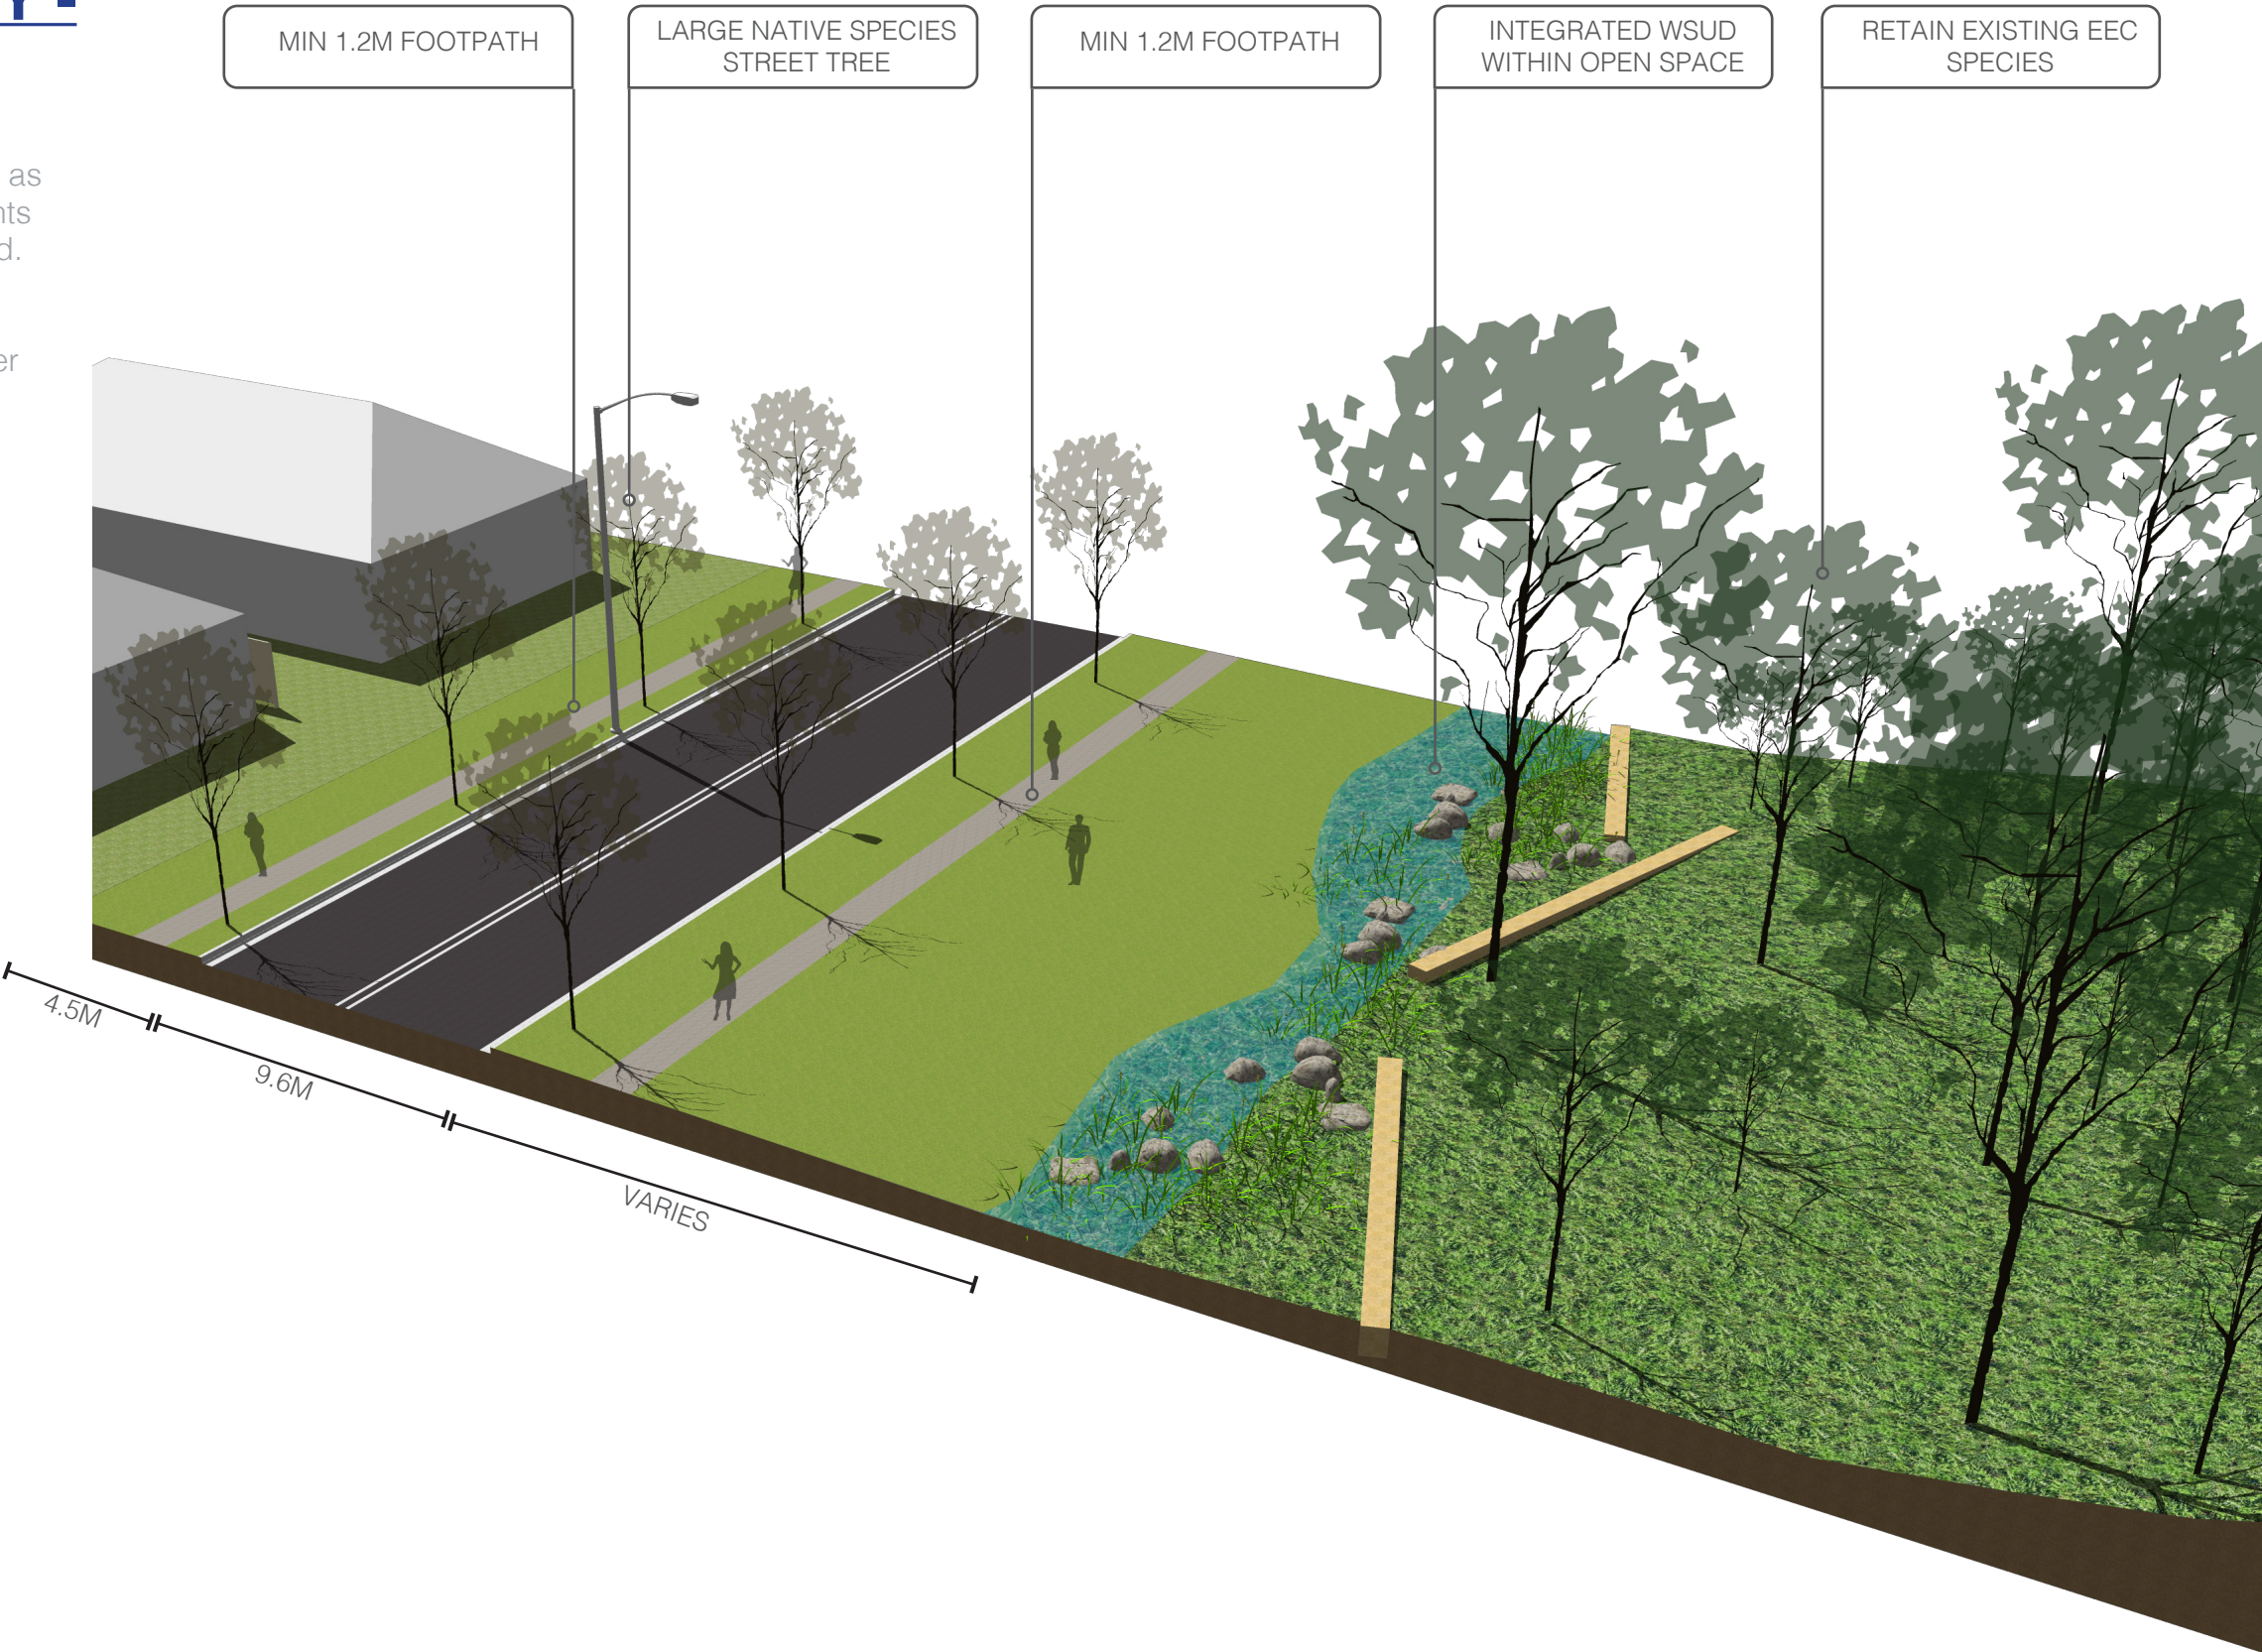 MIN 1.2M FOOTPATH
LARGE NATIVE SPECIES
STREET TREE
MIN 1.2M FOOTPATH
INTEGRATED WSUD
WITHIN OPEN SPACE
RETAIN EXISTING EEC
SPECIES
as
4.5M
9.6M
VARIES